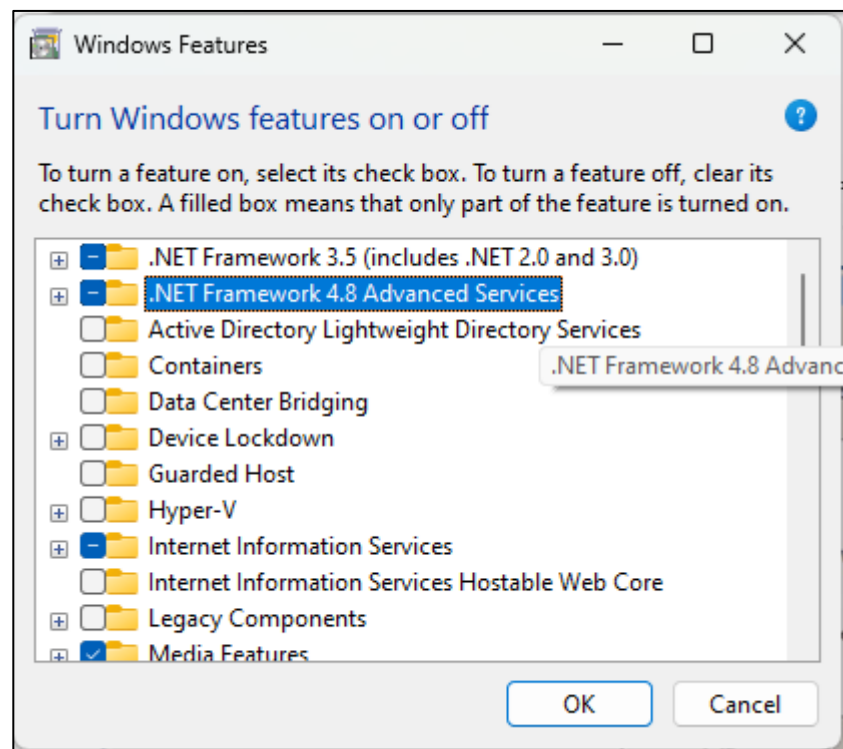 Windows Features
Turn Windows features on or off
To turn a feature on, select its check box. To turn a feature off, clear its
check box. A filled box means that only part of the feature is turned on.
.NET Framework 3.5 (includes .NET 2.0 and 3.0)
.NET Framework 4.8 Advanced Services
Active Directory Lightweight Directory Services
Containers
.NET Framework 4.8 Advanc
Data Center Bridging
Device Lockdown
Guarded Host
Hyper-V
Internet Information Services
Internet Information Services Hostable Web Core
Legacy Components
Media Features
OK
Cancel